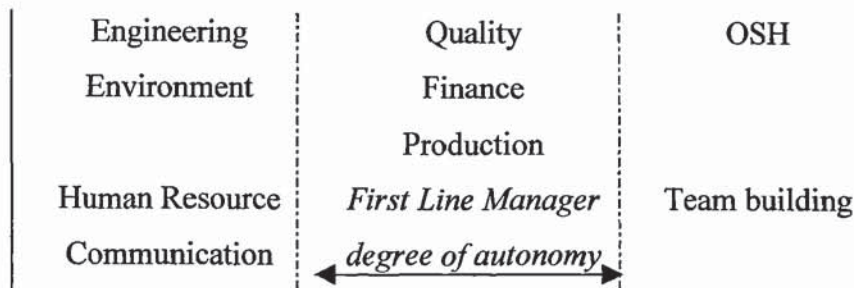 Engineering Quality OSH
Environment Finance
Production
Human Resource First Line Manager Team building
Communication degree of autonomy